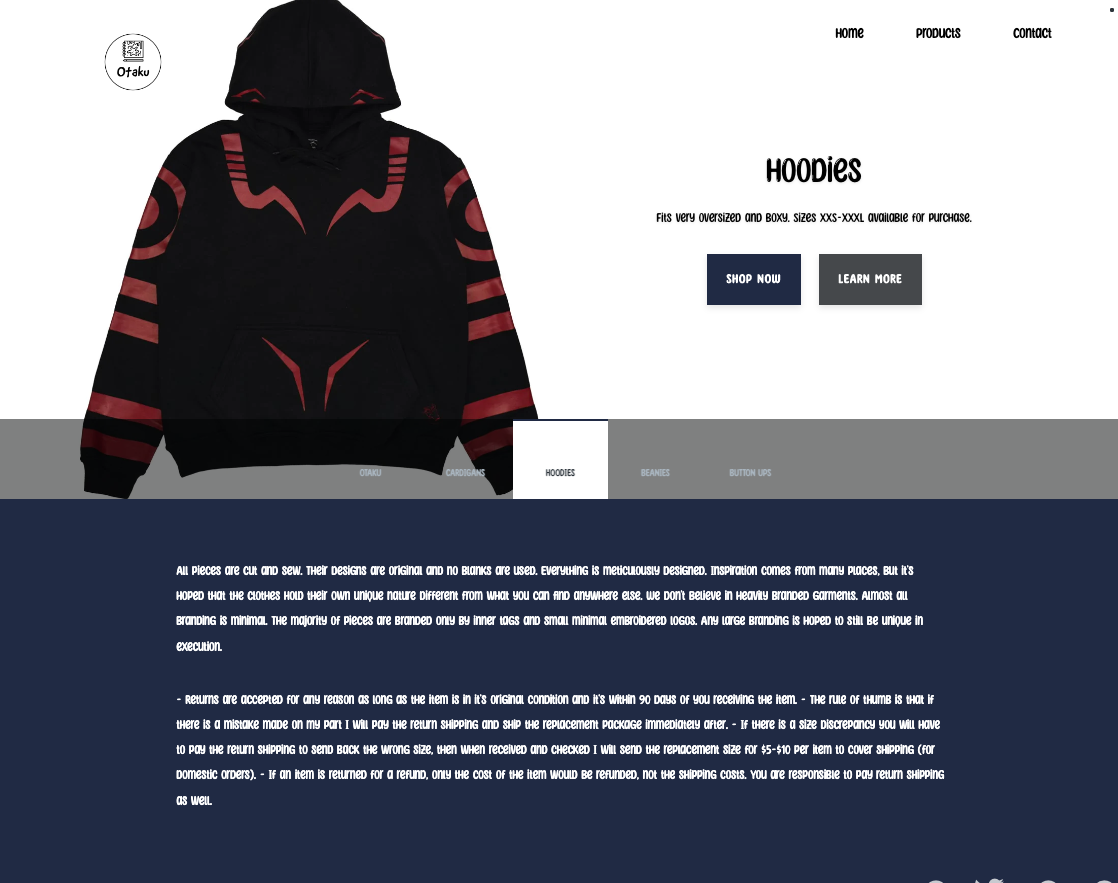 Otaku
Home
Products
Contact
Hoodies
Fits very oversized and boxy. Sizes XXS-XXXL available for purchase.
SHOP NOW
LEARN MORE
OTAKU
CARDIGANS
HOODIES
BEANIES
BUTTON UPS
All pieces are cut and sew. Their designs are original and no blanks are used. Everything is meticulously designed. Inspiration comes from many places, but it's
hoped that the clothes hold their own unique nature different from what you can find anywhere else. We don't believe in heavily branded garments. Almost all
branding is minimal. The majority of pieces are branded only by inner tags and small minimal embroidered logos. Any large branding is hoped to still be unique in
execution.
- Returns are accepted for any reason as long as the item is in it's original condition and it's within 90 days of you receiving the item. - The rule of thumb is that if
there is a mistake made on my part I will pay the return shipping and ship the replacement package immediately after. - If there is a size discrepancy you will have
to pay the return shipping to send back the wrong size, then when received and checked I will send the replacement size for $5-$10 per item to cover shipping (for
domestic orders). - If an item is returned for a refund, only the cost of the item would be refunded, not the shipping costs. You are responsible to pay return shipping
as well.